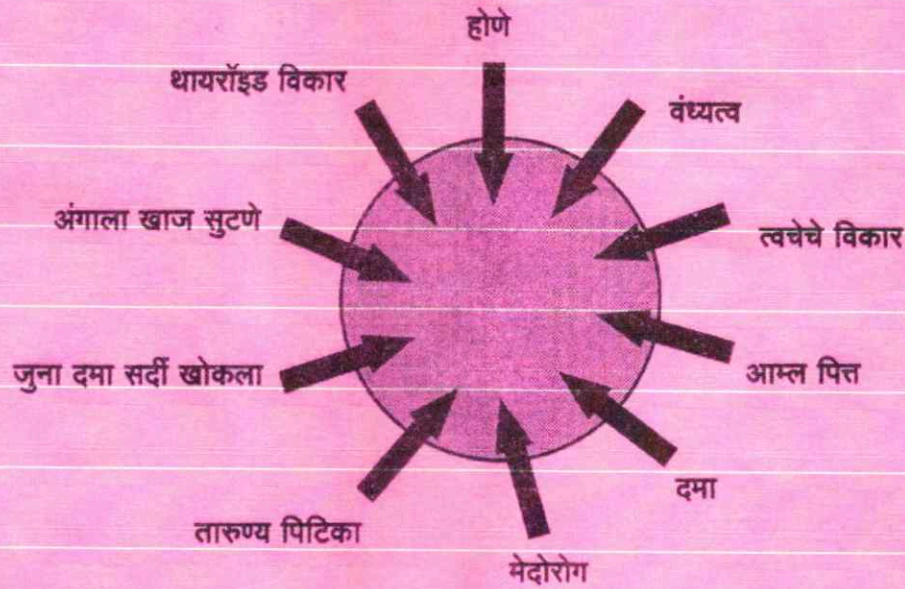 होणे
थायरॉइड विकार
वंध्यत्व
अंगाला खाज सुटणे
त्वचेचे विकार
जुना दमा सर्दी खोकला
आम्ल पित्त
दमा
तारुण्य पिटिका
मेदोरोग